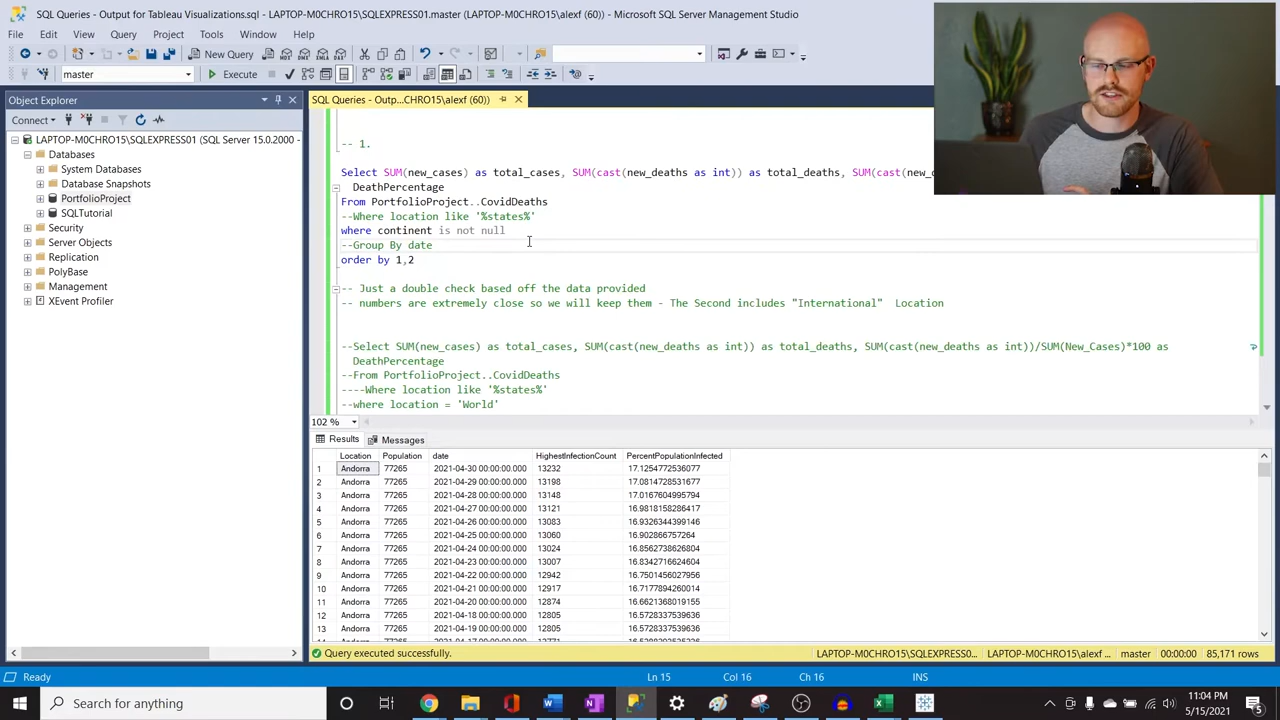 SQL Queries - Output for Tableau Visualizations.sql - LAPTOP-M0CHRO15\SQLEXPRESS01.master (LAPTOP-M0CHRO15\alexf (60)) - Microsoft SQL Server Management Studio
File Edit View Query Project Tools Window Help
New Query MDX DMX XMLA DAX
master Execute
Object Explorer
SQL Queries - Outp...CHRO15\alexf (60))
Connect
LAPTOP-M0CHRO15\SQLEXPRESS01 (SQL Server 15.0.2000 -
Databases
System Databases
Database Snapshots
PortfolioProject
SQLTutorial
Security
Server Objects
Replication
PolyBase
Management
XEvent Profiler
-- 1.
Select SUM(new_cases) as total_cases, SUM(cast(new_deaths as int)) as total_deaths, SUM(cas
DeathPercentage
From PortfolioProject..CovidDeaths
--Where location like '%states%'
where continent is not null
--Group By date
order by 1,2
-- Just a double check based off the data provided
-- numbers are extremely close so we will keep them - The Second includes "International" Location
--Select SUM(new_cases) as total_cases, SUM(cast(new_deaths as int)) as total_deaths, SUM(cast(new_deaths as int))/SUM(New_Cases)*100 as
DeathPercentage
--From PortfolioProject..CovidDeaths
----Where location like '%states%'
--where location = 'World'
102 %
Results Messages
Location Population date HighestInfectionCount PercentPopulationInfected
1 Andorra 77265 2021-04-30 00:00:00.000 13232 17.1254772536077
2 Andorra 77265 2021-04-29 00:00:00.000 13198 17.0814728531677
3 Andorra 77265 2021-04-28 00:00:00.000 13148 17.0167604995794
4 Andorra 77265 2021-04-27 00:00:00.000 13121 16.9818158286417
5 Andorra 77265 2021-04-26 00:00:00.000 13083 16.9326344399146
6 Andorra 77265 2021-04-25 00:00:00.000 13060 16.902866757264
7 Andorra 77265 2021-04-24 00:00:00.000 13024 16.8562738626804
8 Andorra 77265 2021-04-23 00:00:00.000 13007 16.8342716624604
9 Andorra 77265 2021-04-22 00:00:00.000 12942 16.7501456027956
10 Andorra 77265 2021-04-21 00:00:00.000 12917 16.7177894260014
11 Andorra 77265 2021-04-20 00:00:00.000 12874 16.6621368019155
12 Andorra 77265 2021-04-18 00:00:00.000 12805 16.5728337539636
13 Andorra 77265 2021-04-19 00:00:00.000 12805 16.5728337539636
Query executed successfully. LAPTOP-M0CHRO15\SQLEXPRESS0... LAPTOP-M0CHRO15\alexf ... master 00:00:00 85,171 rows
Ready Ln 15 Col 16 Ch 16 INS
Type here to search
11:04 PM
5/15/2021
5